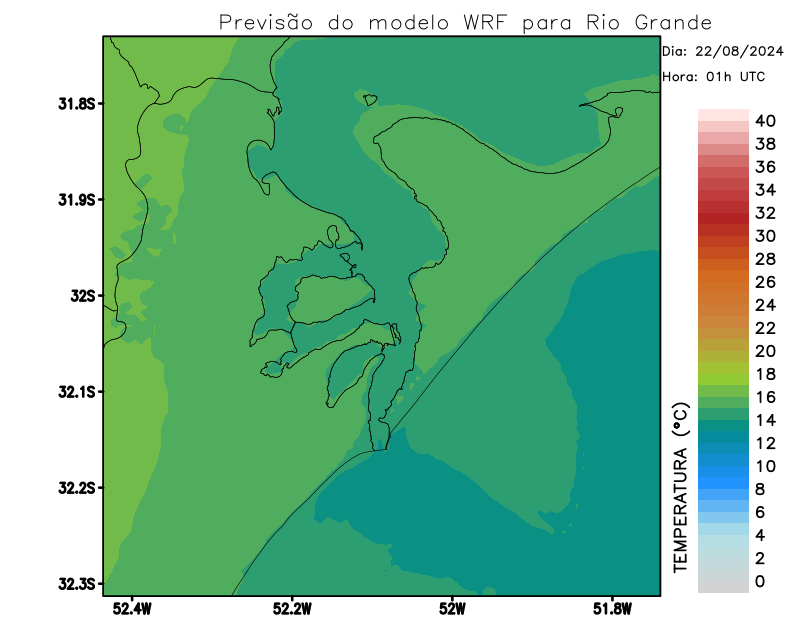 Previsão do modelo WRF para Rio Grande
Dia: 22/08/2024
Hora: 01h UTC
31.8S
31.9S
32S
32.1S
32.2S
32.3S
52.4W
52.2W
52W
51.8W
TEMPERATURA (°C)
40
38
36
34
32
30
28
26
24
22
20
18
16
14
12
10
8
6
4
2
0